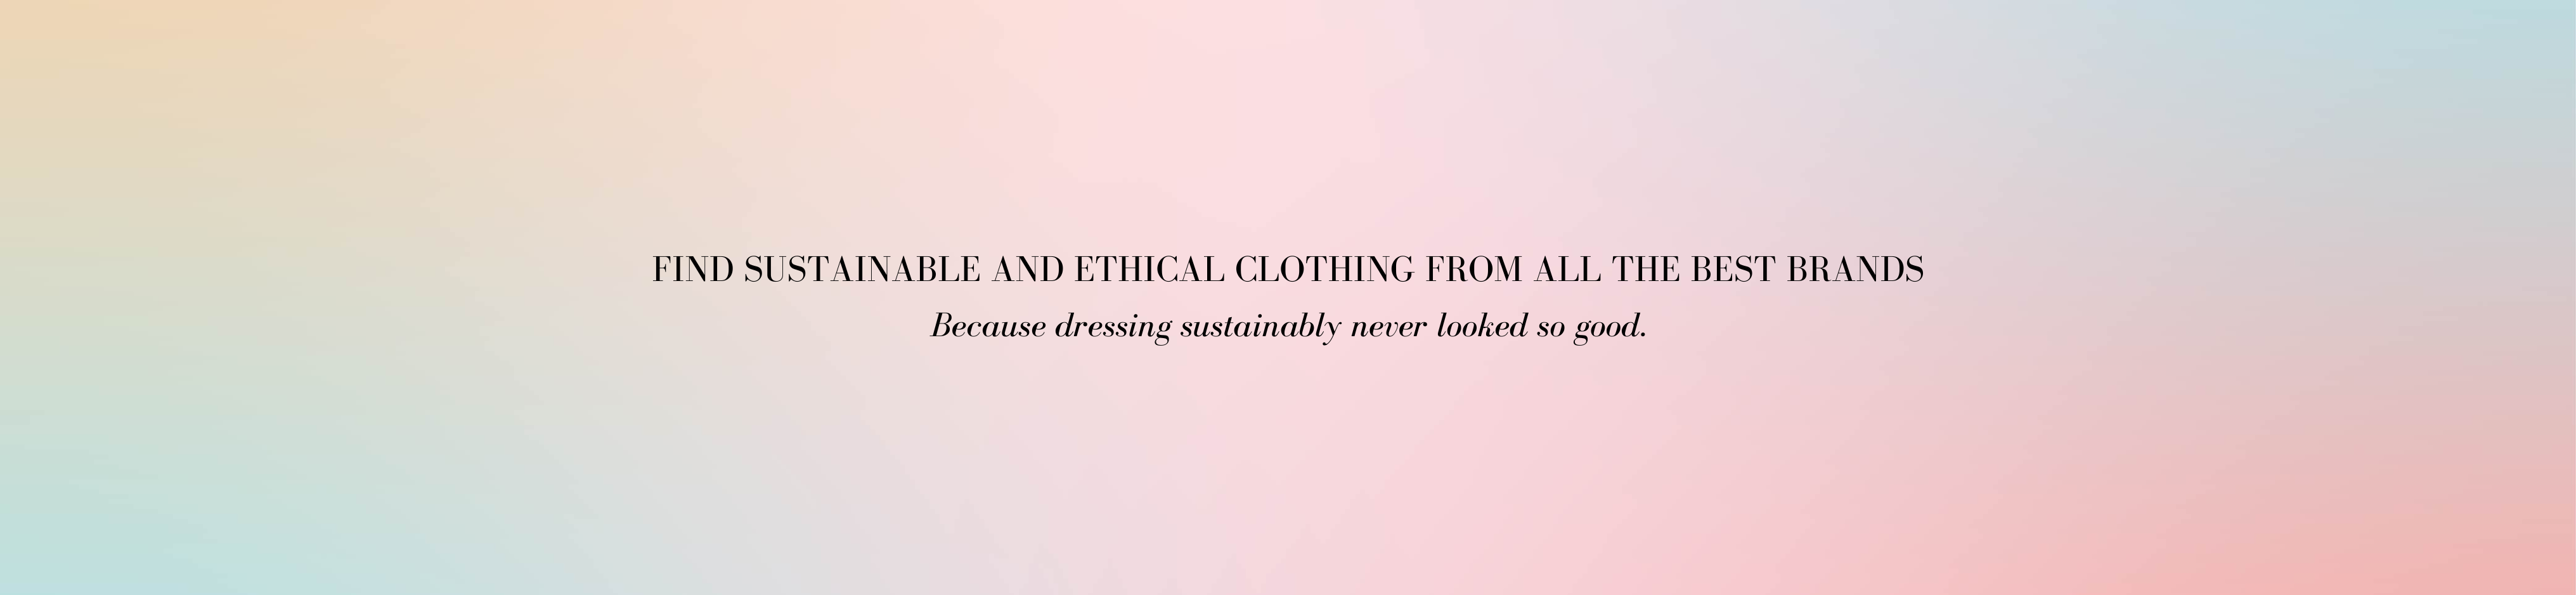 FIND SUSTAINABLE AND ETHICAL CLOTHING FROM ALL THE BEST BRANDS
Because dressing sustainably never looked so good.